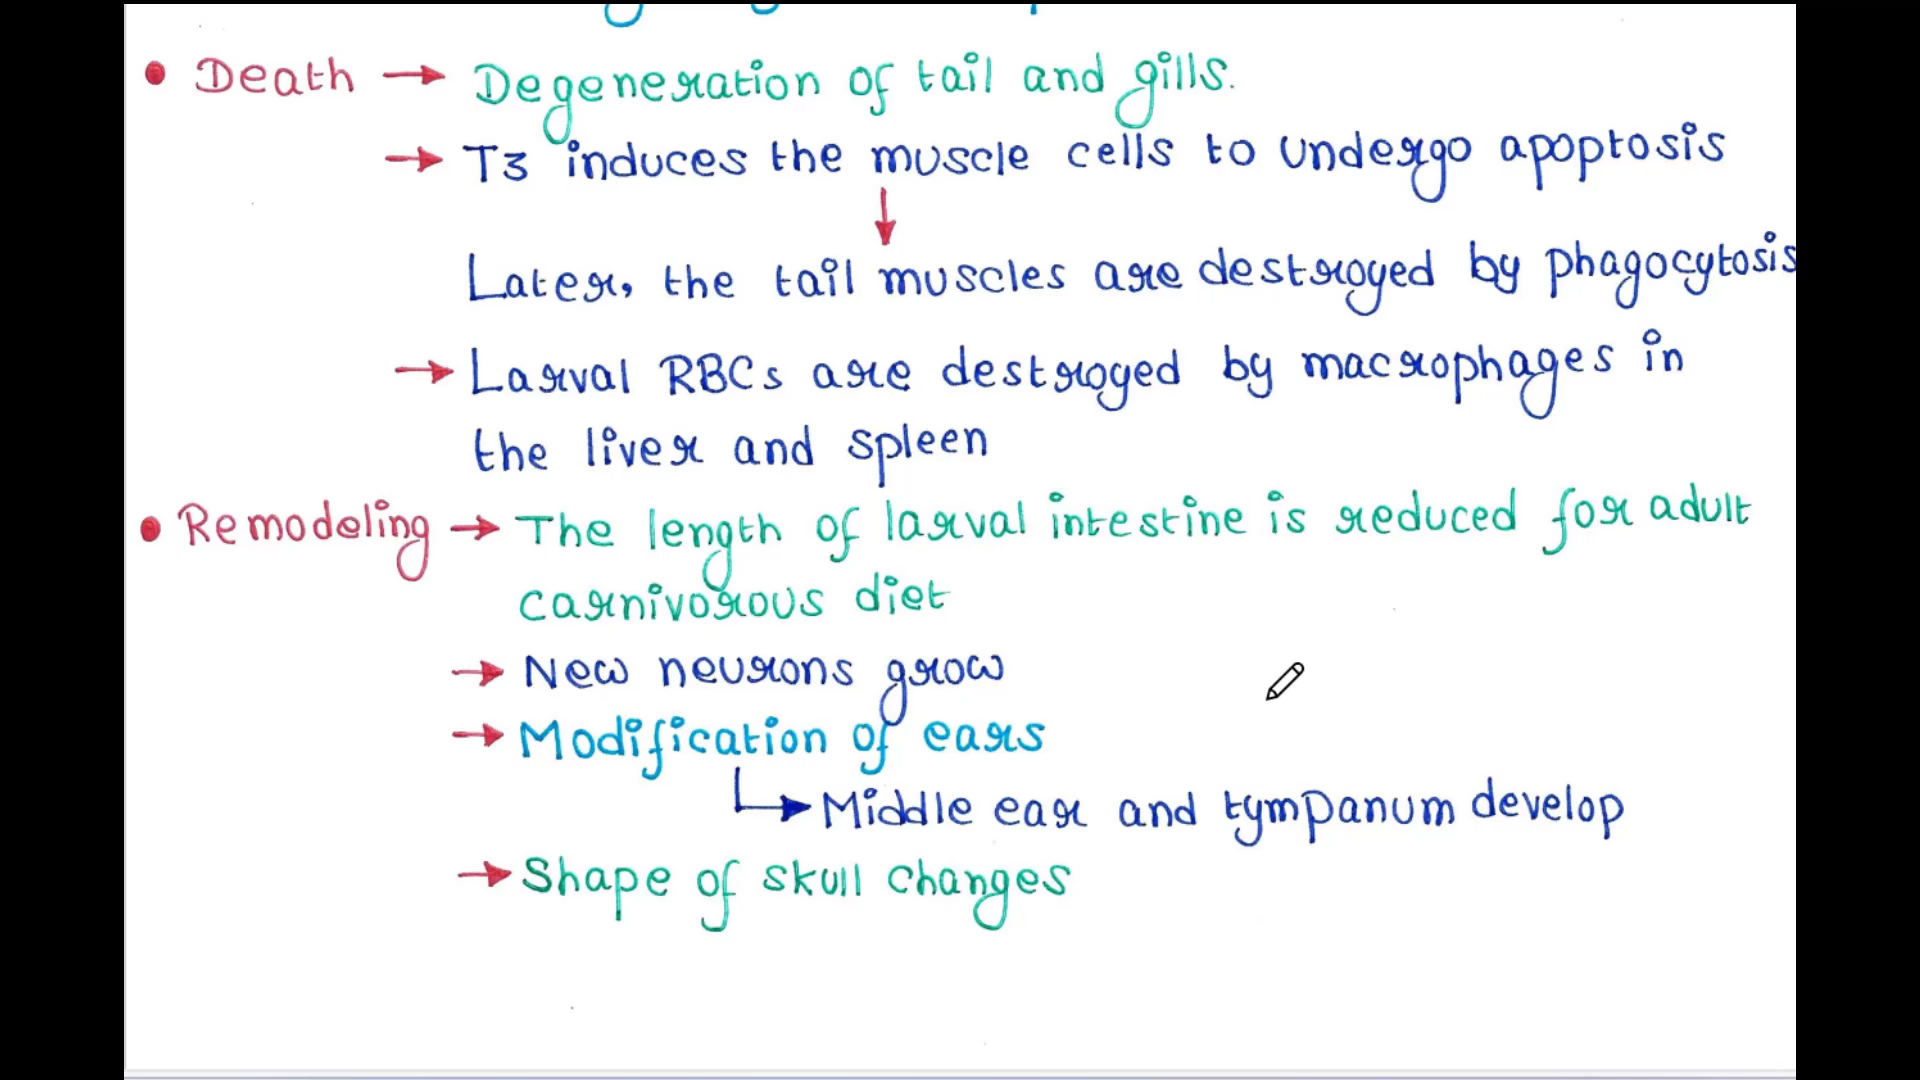 • Death → Degeneration of tail and gills.
→ T3 induces the muscle cells to undergo apoptosis
Later, the tail muscles are destroyed by phagocytosis
→ Larval RBCs are destroyed by macrophages in
the liver and spleen
• Remodeling → The length of larval intestine is reduced for adult
carnivorous diet
→ New neurons grow
→ Modification of ears
Middle ear and tympanum develop
→ Shape of skull changes